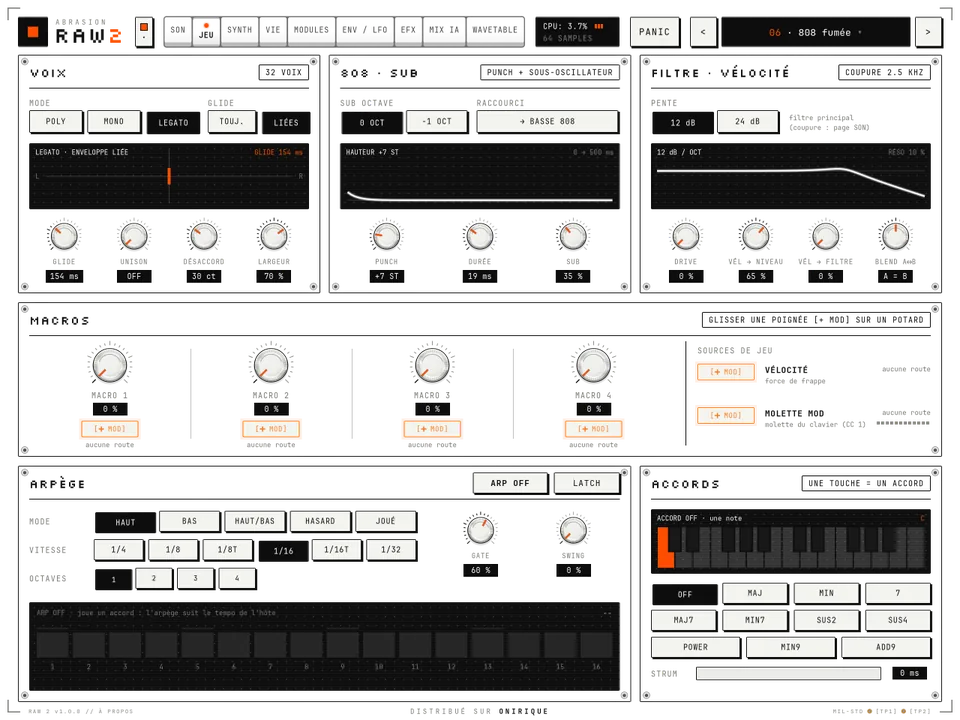 ABRASION
RAW2
SON
JEU
SYNTH
VIE
MODULES
ENV / LFO
EFX
MIX IA
WAVETABLE
CPU: 3.7%
64 SAMPLES
PANIC
<
06 · 808 fumée
>
VOIX
32 VOIX
MODE
GLIDE
POLY
MONO
LEGATO
TOUJ.
LIÉES
LEGATO · ENVELOPPE LIÉE
GLIDE 154 ms
L
R
GLIDE
UNISON
DÉSACCORD
LARGEUR
154 ms
OFF
30 ct
70 %
808 · SUB
PUNCH + SOUS-OSCILLATEUR
SUB OCTAVE
RACCOURCI
0 OCT
-1 OCT
→ BASSE 808
HAUTEUR +7 ST
0 → 500 ms
PUNCH
DURÉE
SUB
+7 ST
19 ms
35 %
FILTRE · VÉLOCITÉ
COUPURE 2.5 KHZ
PENTE
12 dB
24 dB
filtre principal
(coupure : page SON)
12 dB / OCT
RÉSO 10 %
DRIVE
VÉL → NIVEAU
VÉL → FILTRE
BLEND A↔B
0 %
65 %
0 %
A = B
MACROS
GLISSER UNE POIGNÉE [+ MOD] SUR UN POTARD
MACRO 1
MACRO 2
MACRO 3
MACRO 4
0 %
0 %
0 %
0 %
[+ MOD]
[+ MOD]
[+ MOD]
[+ MOD]
aucune route
aucune route
aucune route
aucune route
SOURCES DE JEU
[+ MOD]
VÉLOCITÉ
aucune route
force de frappe
[+ MOD]
MOLETTE MOD
aucune route
molette du clavier (CC 1)
ARPÈGE
ARP OFF
LATCH
MODE
HAUT
BAS
HAUT/BAS
HASARD
JOUÉ
VITESSE
1/4
1/8
1/8T
1/16
1/16T
1/32
OCTAVES
1
2
3
4
GATE
SWING
60 %
0 %
ARP OFF · joue un accord : l'arpège suit le tempo de l'hôte
--
1 2 3 4 5 6 7 8 9 10 11 12 13 14 15 16
ACCORDS
UNE TOUCHE = UN ACCORD
ACCORD OFF · une note
C
OFF
MAJ
MIN
7
MAJ7
MIN7
SUS2
SUS4
POWER
MIN9
ADD9
STRUM
0 ms
RAW 2 v1.0.0 // À PROPOS
DISTRIBUÉ SUR ONIRIQUE
MIL-STD [TP1] [TP2]